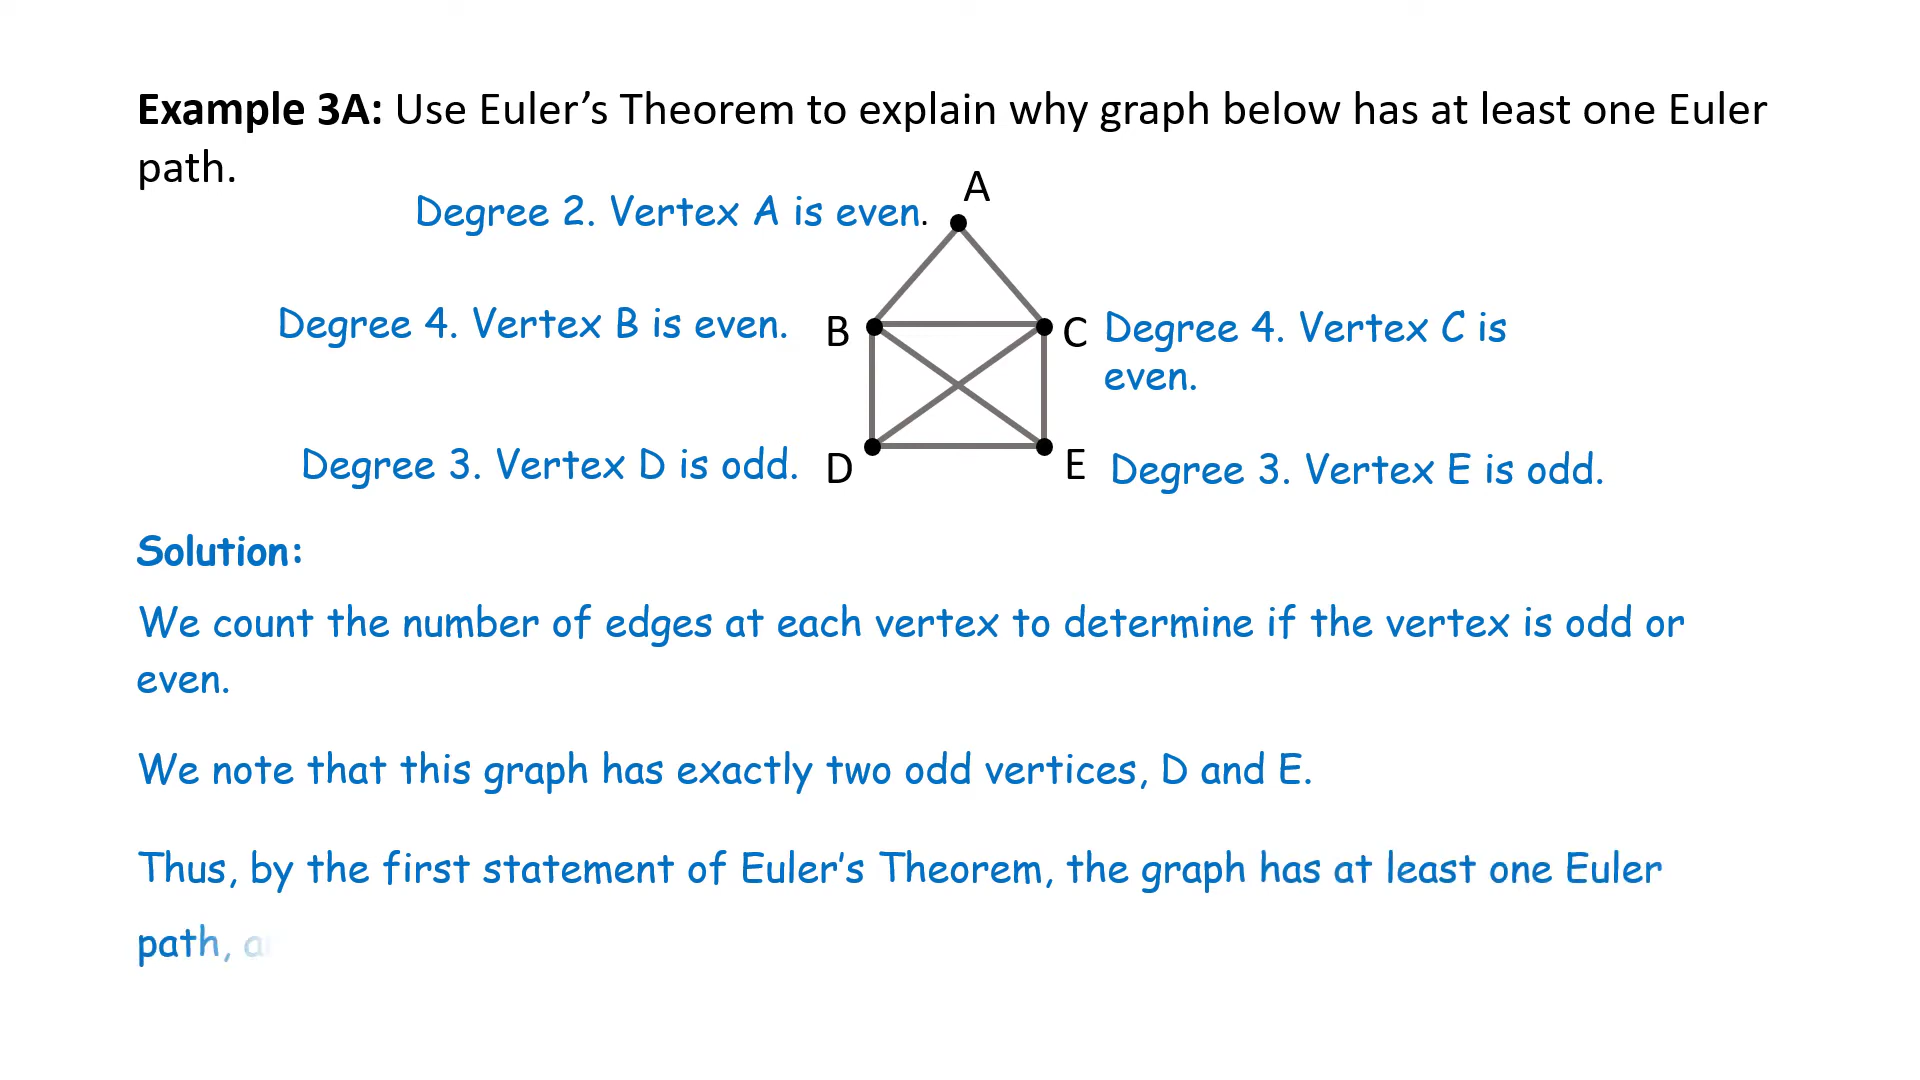 Example 3A: Use Euler’s Theorem to explain why graph below has at least one Euler
path.
A
Degree 2. Vertex A is even.
Degree 4. Vertex B is even.
B
C
Degree 4. Vertex C is
even.
Degree 3. Vertex D is odd.
D
E
Degree 3. Vertex E is odd.
Solution:
We count the number of edges at each vertex to determine if the vertex is odd or
even.
We note that this graph has exactly two odd vertices, D and E.
Thus, by the first statement of Euler’s Theorem, the graph has at least one Euler
path,